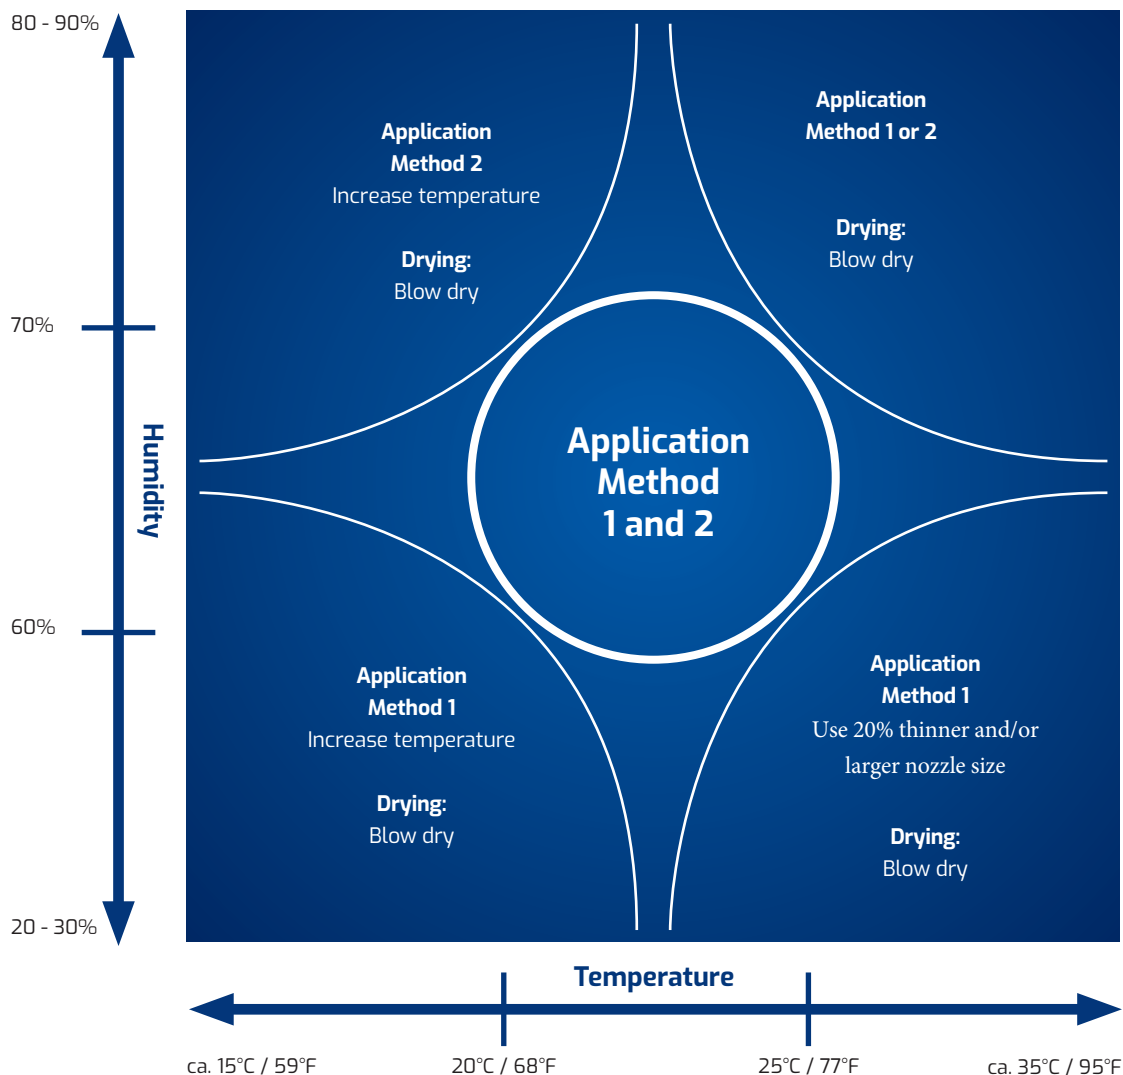 80 - 90%
70%
Humidity
60%
20 - 30%
Application
Method 2
Increase temperature
Drying:
Blow dry
Application
Method 1 or 2
Drying:
Blow dry
Application
Method
1 and 2
Application
Method 1
Increase temperature
Drying:
Blow dry
Application
Method 1
Use 20% thinner and/or
larger nozzle size
Drying:
Blow dry
Temperature
ca. 15°C / 59°F
20°C / 68°F
25°C / 77°F
ca. 35°C / 95°F